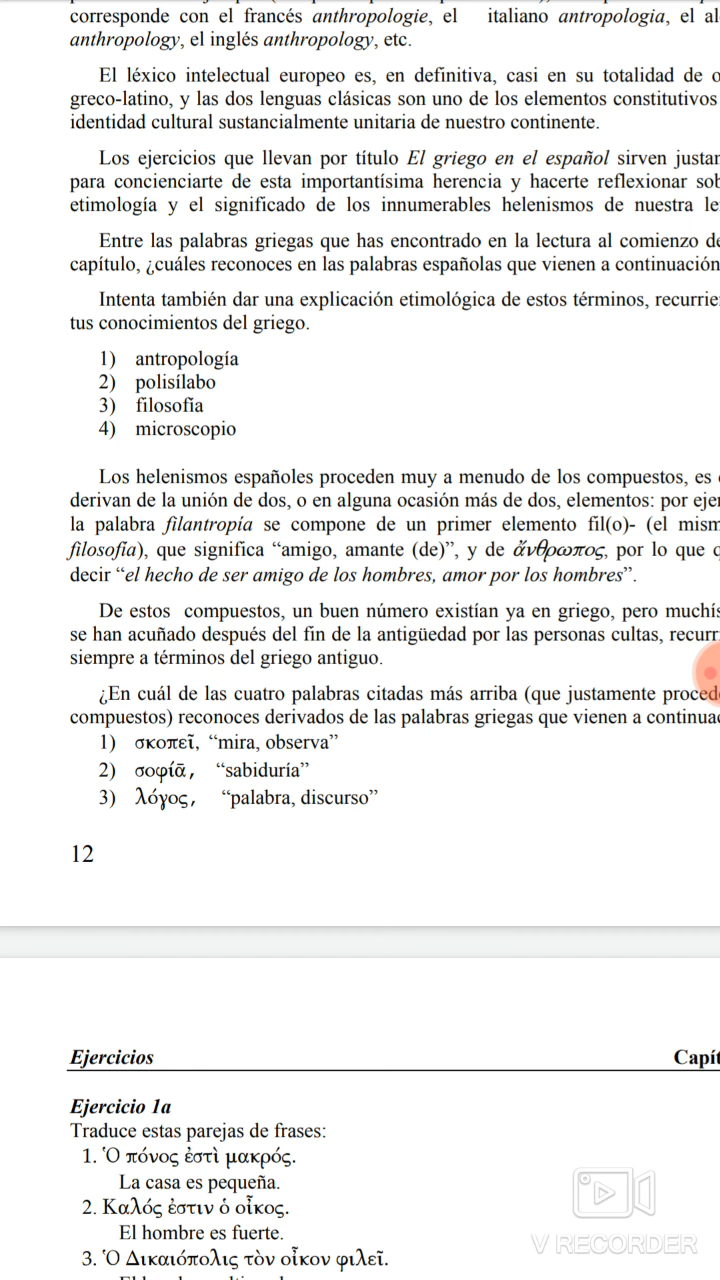 corresponde con el francés anthropologie, el italiano antropologia, el al
anthropology, el inglés anthropology, etc.
El léxico intelectual europeo es, en definitiva, casi en su totalidad de o
greco-latino, y las dos lenguas clásicas son uno de los elementos constitutivos
identidad cultural sustancialmente unitaria de nuestro continente.
Los ejercicios que llevan por título El griego en el español sirven justa
para concienciarte de esta importantísima herencia y hacerte reflexionar sob
etimología y el significado de los innumerables helenismos de nuestra le
Entre las palabras griegas que has encontrado en la lectura al comienzo de
capítulo, ¿cuáles reconoces en las palabras españolas que vienen a continuación
Intenta también dar una explicación etimológica de estos términos, recurrie
tus conocimientos del griego.
1) antropología
2) polisílabo
3) filosofía
4) microscopio
Los helenismos españoles proceden muy a menudo de los compuestos, es
derivan de la unión de dos, o en alguna ocasión más de dos, elementos: por eje
la palabra filantropía se compone de un primer elemento fil(o)- (el mism
filosofía), que significa “amigo, amante (de)”, y de ἄνθρωπος, por lo que q
decir “el hecho de ser amigo de los hombres, amor por los hombres”.
De estos compuestos, un buen número existían ya en griego, pero muchís
se han acuñado después del fin de la antigüedad por las personas cultas, recurr
siempre a términos del griego antiguo.
¿En cuál de las cuatro palabras citadas más arriba (que justamente proced
compuestos) reconoces derivados de las palabras griegas que vienen a continua
1) σκοπεῖ, “mira, observa”
2) σοφίᾱ, “sabiduría”
3) λόγος, “palabra, discurso”
12
Ejercicios Capít
Ejercicio 1a
Traduce estas parejas de frases:
1. Ὁ πόνος ἐστὶ μακρός.
La casa es pequeña.
2. Καλός ἐστιν ὁ οἶκος.
El hombre es fuerte.
3. Ὁ Δικαιόπολις τὸν οἶκον φιλεῖ.
V RECORDER